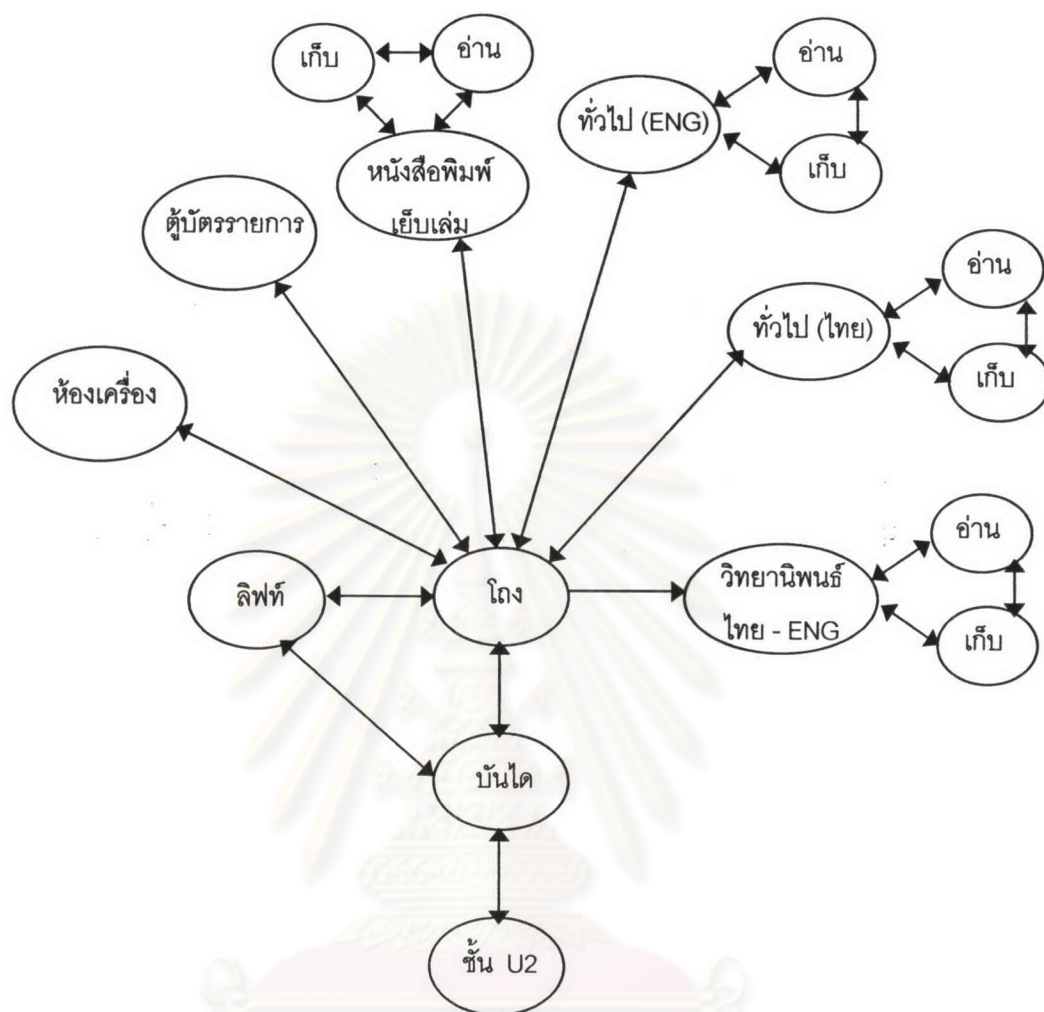 เก็บ
อ่าน
หนังสือพิมพ์
เย็บเล่ม
ทั่วไป (ENG)
อ่าน
เก็บ
ตู้บัตรรายการ
ทั่วไป (ไทย)
อ่าน
เก็บ
ห้องเครื่อง
ลิฟท์
โถง
วิทยานิพนธ์
ไทย - ENG
อ่าน
เก็บ
บันได
ชั้น U2